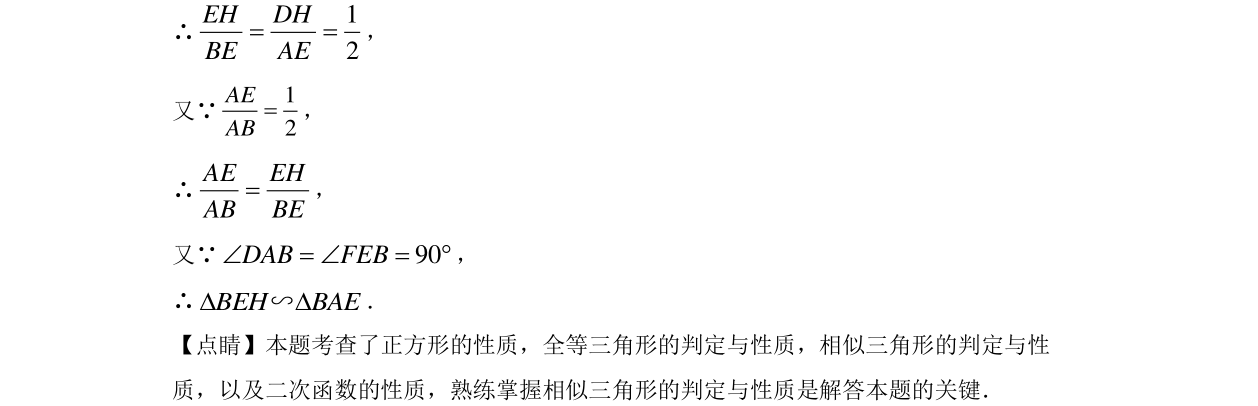 ∴ EH/BE = DH/AE = 1/2，
又∵ AE/AB = 1/2，
∴ AE/AB = EH/BE，
又∵ ∠DAB = ∠FEB = 90°，
∴ ΔBEH∽ΔBAE．
【点睛】本题考查了正方形的性质，全等三角形的判定与性质，相似三角形的判定与性
质，以及二次函数的性质，熟练掌握相似三角形的判定与性质是解答本题的关键．